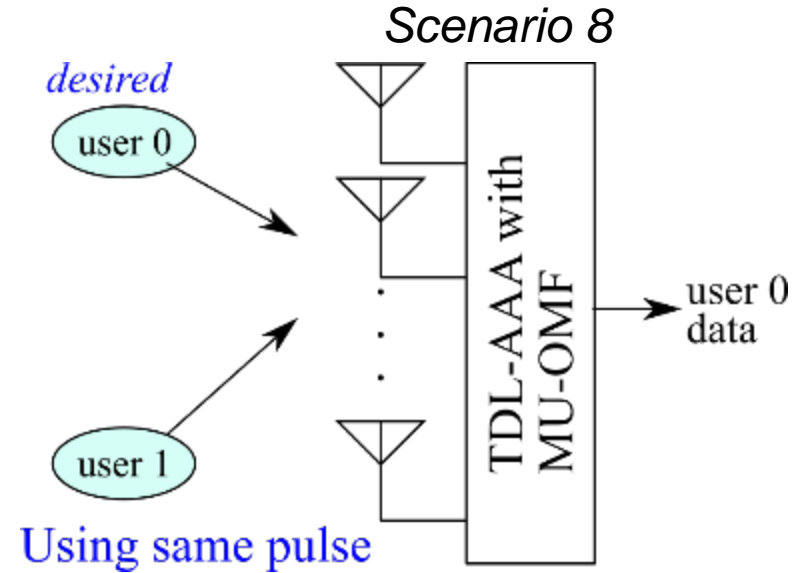 Scenario 8
desired
user 0
TDL-AAA with
MU-OMF
user 0
data
user 1
Using same pulse